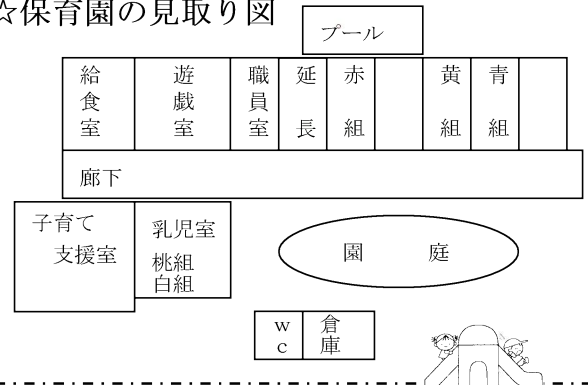 ☆保育園の見取り図
プール
給食室
遊戯室
職員室
延長
赤組
黄組
青組
廊下
子育て
支援室
乳児室
桃組
白組
園庭
wc
倉庫